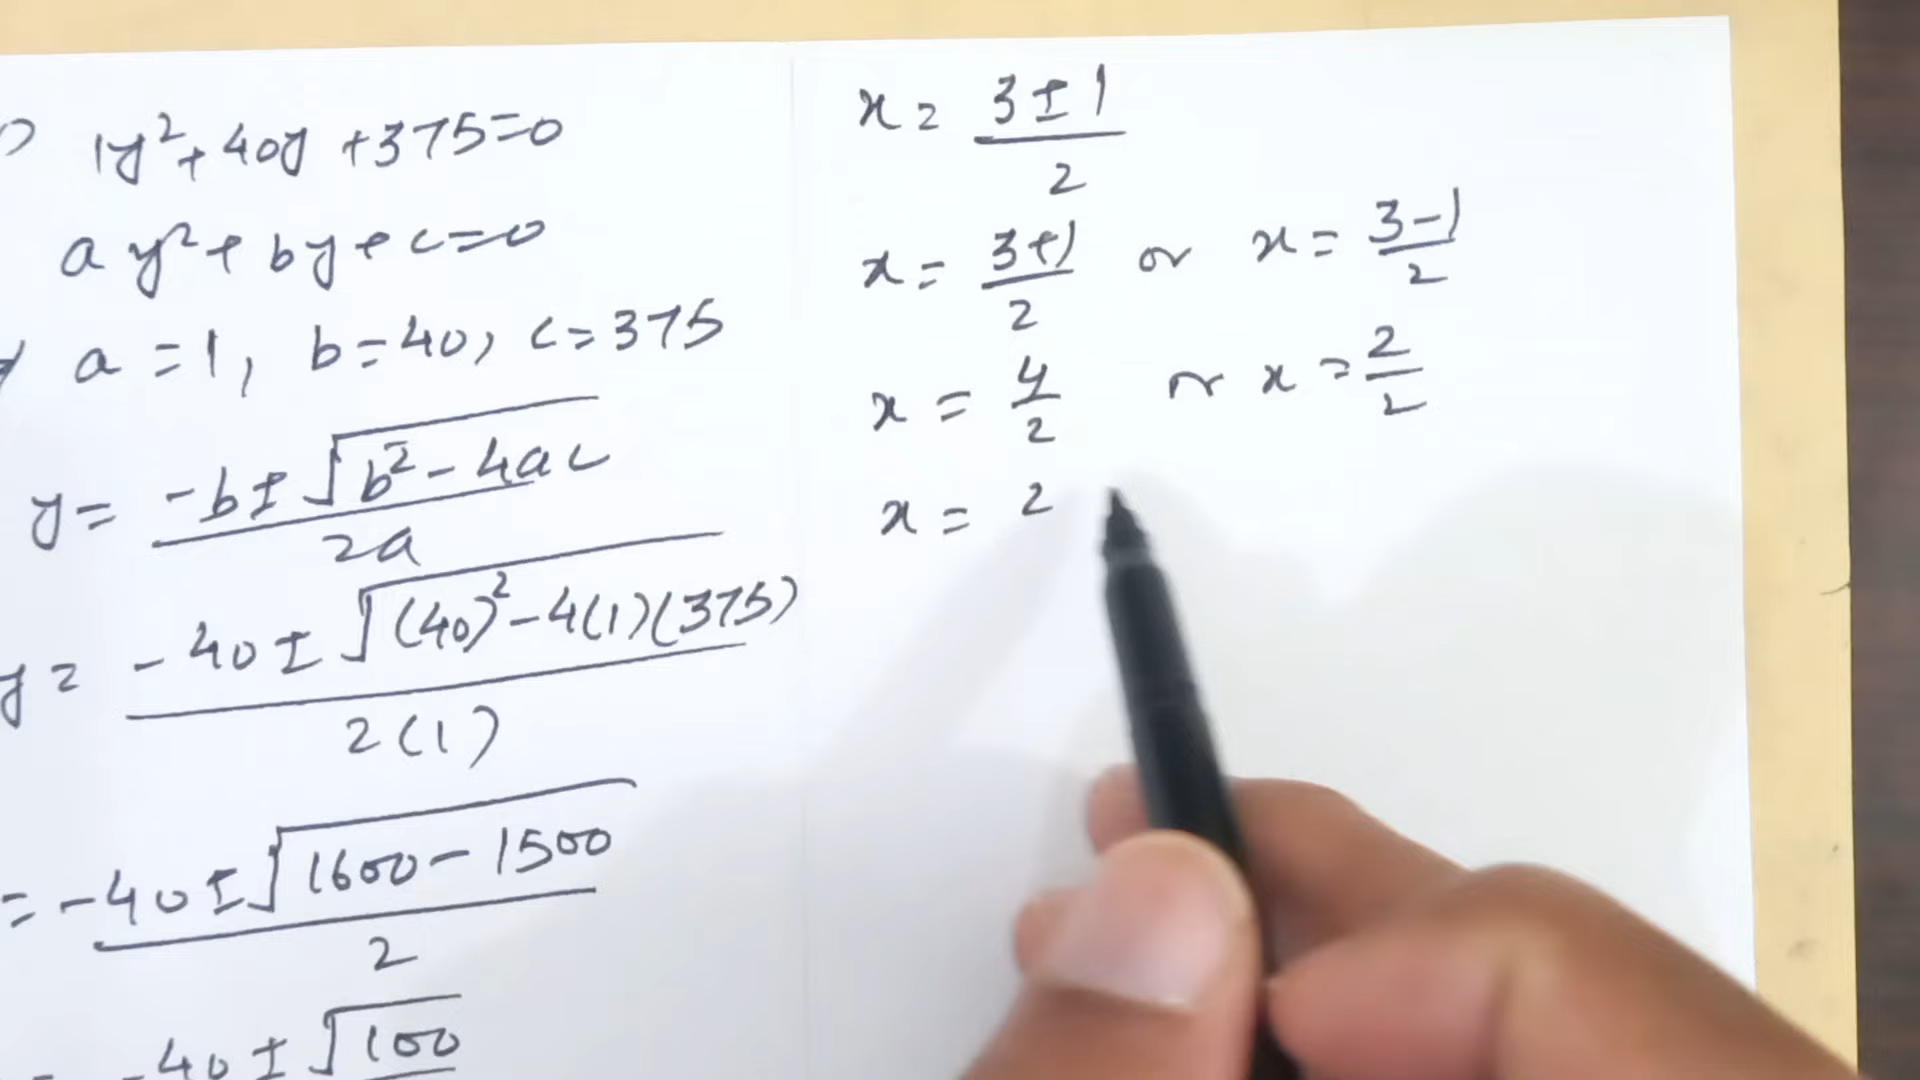 1y²+40y+375=0
ay²+by+c=0
a=1, b=40, c=375
y= -b±√b²-4ac
2a
y= -40±√(40)²-4(1)(375)
2(1)
=-40±√1600-1500
2
-40±√100
x= 3±1
2
x= 3+1 or x= 3-1
2 2
x= 4 or x= 2
2 2
x= 2